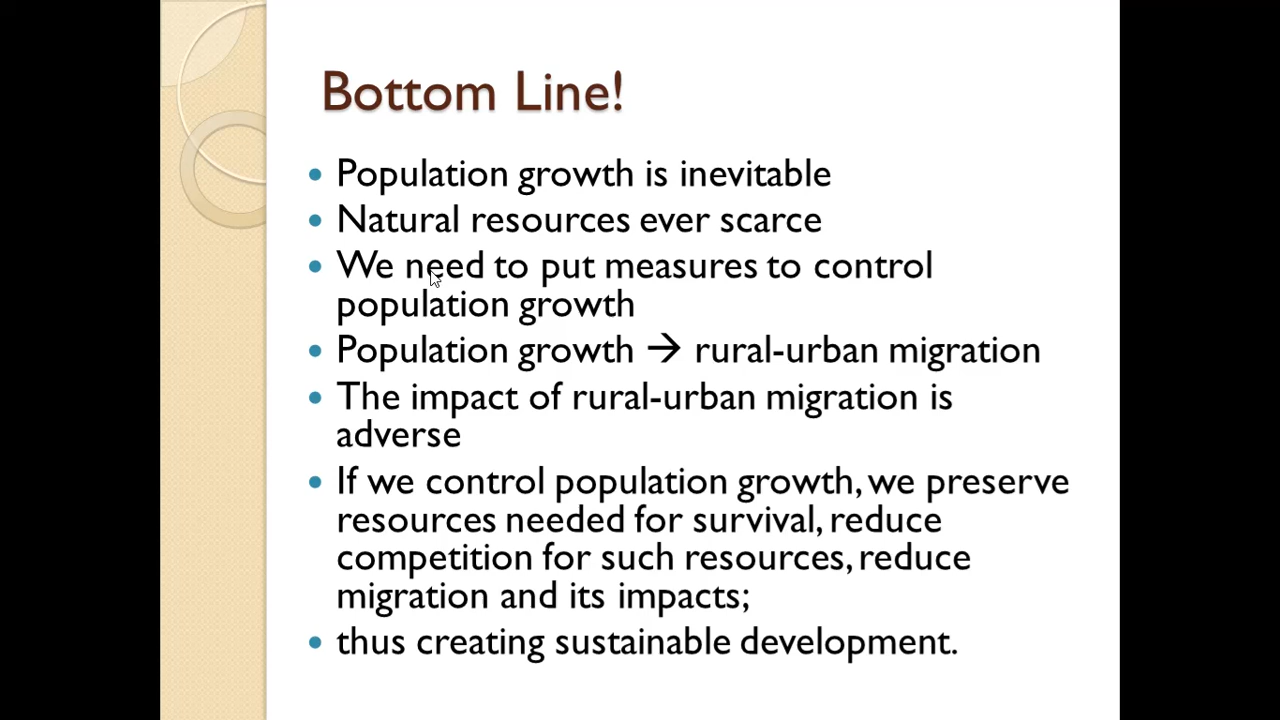 Bottom Line!
• Population growth is inevitable
• Natural resources ever scarce
• We need to put measures to control
population growth
• Population growth → rural-urban migration
• The impact of rural-urban migration is
adverse
• If we control population growth, we preserve
resources needed for survival, reduce
competition for such resources, reduce
migration and its impacts;
• thus creating sustainable development.